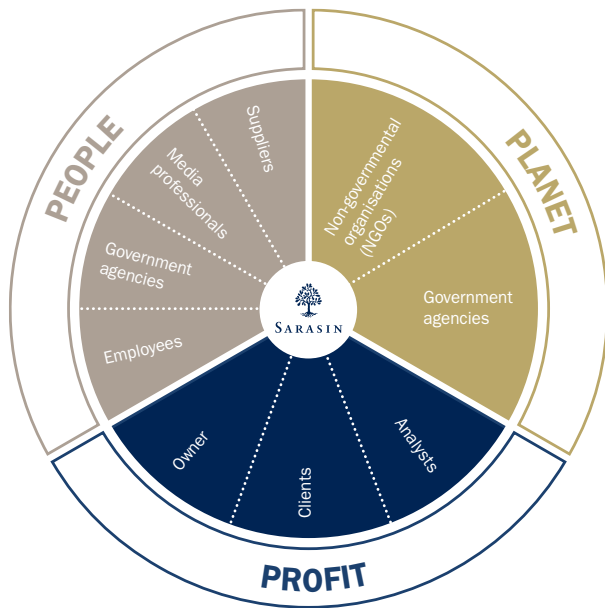 PEOPLE
Suppliers
Media
professionals
Government
agencies
Employees
PLANET
Non-governmental
organisations
(NGOs)
Government
agencies
SARASIN
PROFIT
Owner
Clients
Analysts